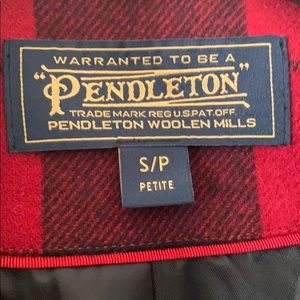 WARRANTED TO BE A
"PENDLETON"
TRADE MARK REG U.S. PAT. OFF.
PENDLETON WOOLEN MILLS
S/P
PETITE